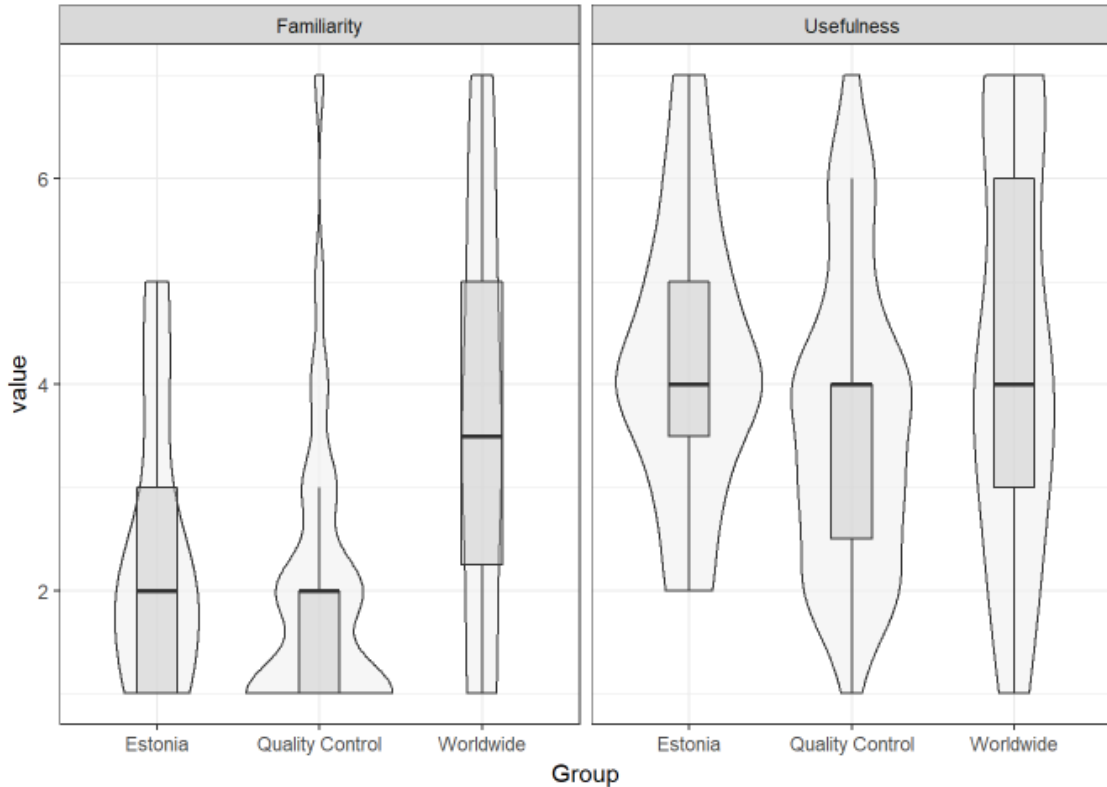 Familiarity
Usefulness
value
6
4
2
Estonia
Quality Control
Worldwide
Estonia
Quality Control
Worldwide
Group